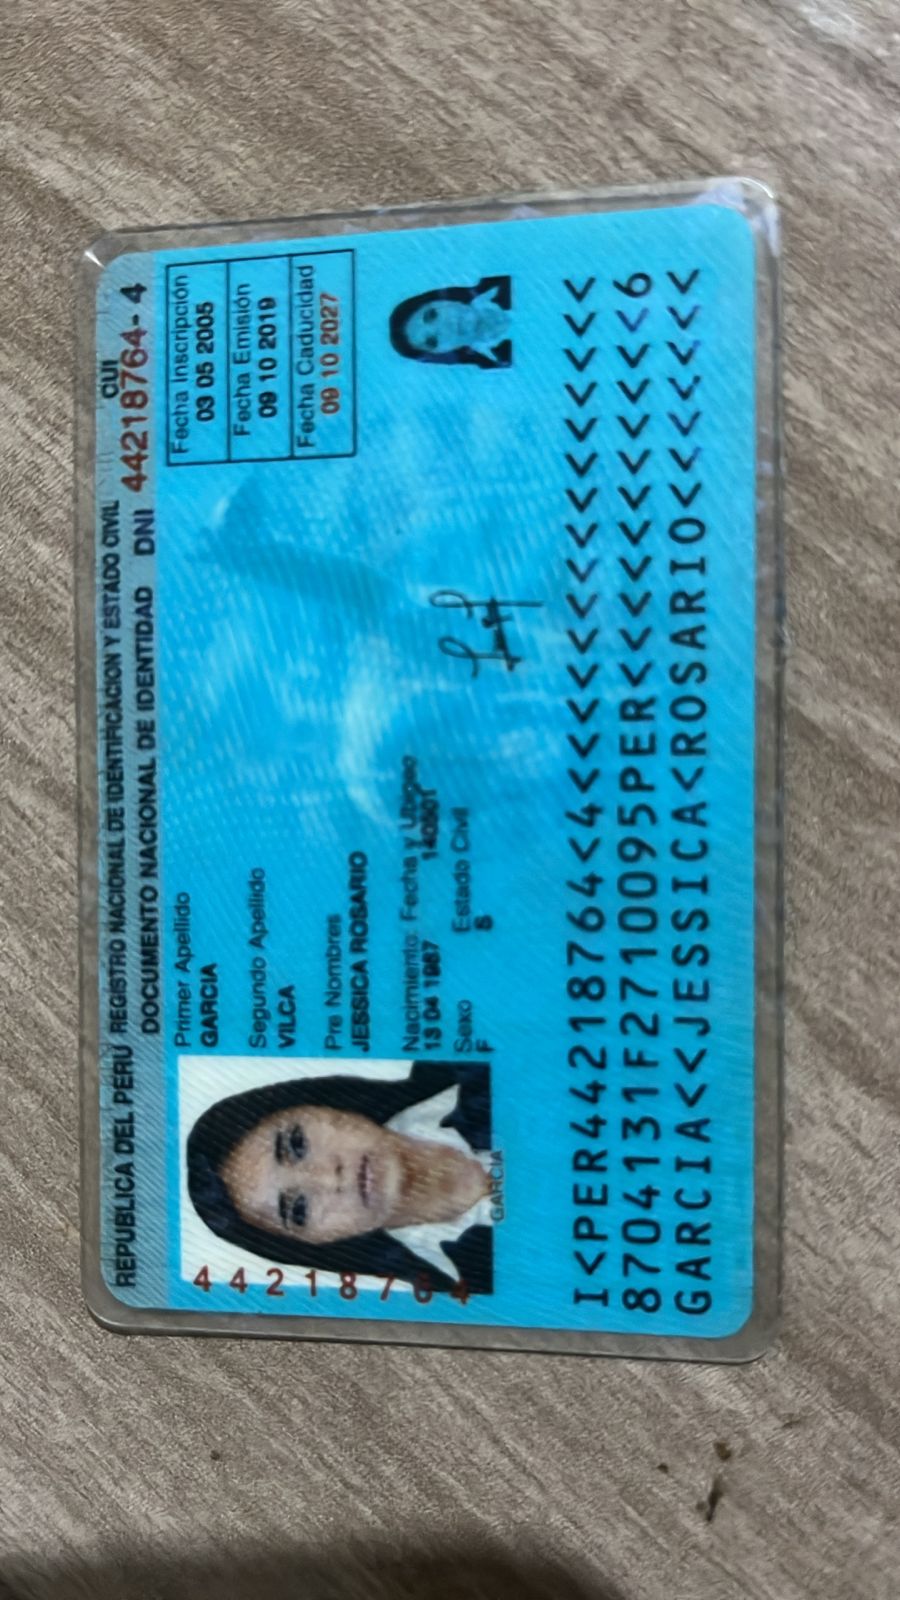 REPUBLICA DEL PERU REGISTRO NACIONAL DE IDENTIFICACION Y ESTADO CIVIL
CUI
DOCUMENTO NACIONAL DE IDENTIDAD DNI 44218764-4
Primer Apellido
GARCIA
Segundo Apellido
VILCA
Pre Nombres
JESSICA ROSARIO
Nacimiento: Fecha y Ubigeo
13 04 1987 140501
Sexo Estado Civil
F S
Fecha Inscripción
03 05 2005
Fecha Emisión
09 10 2019
Fecha Caducidad
09 10 2027
44218764
GARCIA
I<PER44218764<4<<<<<<<<<<<<<<<
8704131F2710095PER<<<<<<<<<<<6
GARCIA<<JESSICA<ROSARIO<<<<<<<